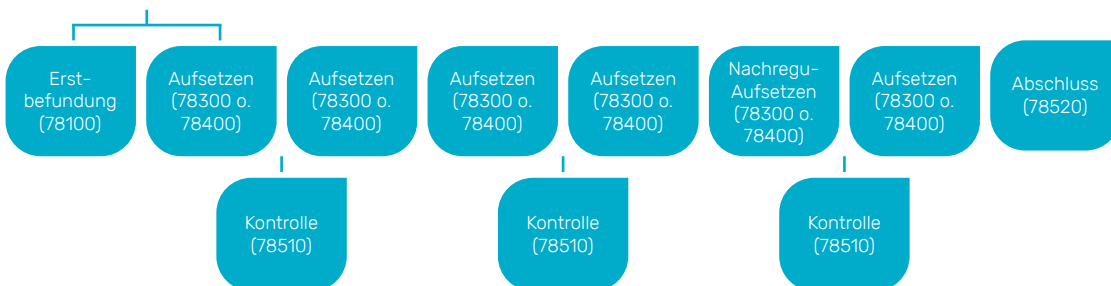 Erst-
befundung
(78100)
Aufsetzen
(78300 o.
78400)
Aufsetzen
(78300 o.
78400)
Aufsetzen
(78300 o.
78400)
Aufsetzen
(78300 o.
78400)
Nachregu-
Aufsetzen
(78300 o.
78400)
Aufsetzen
(78300 o.
78400)
Abschluss
(78520)
Kontrolle
(78510)
Kontrolle
(78510)
Kontrolle
(78510)